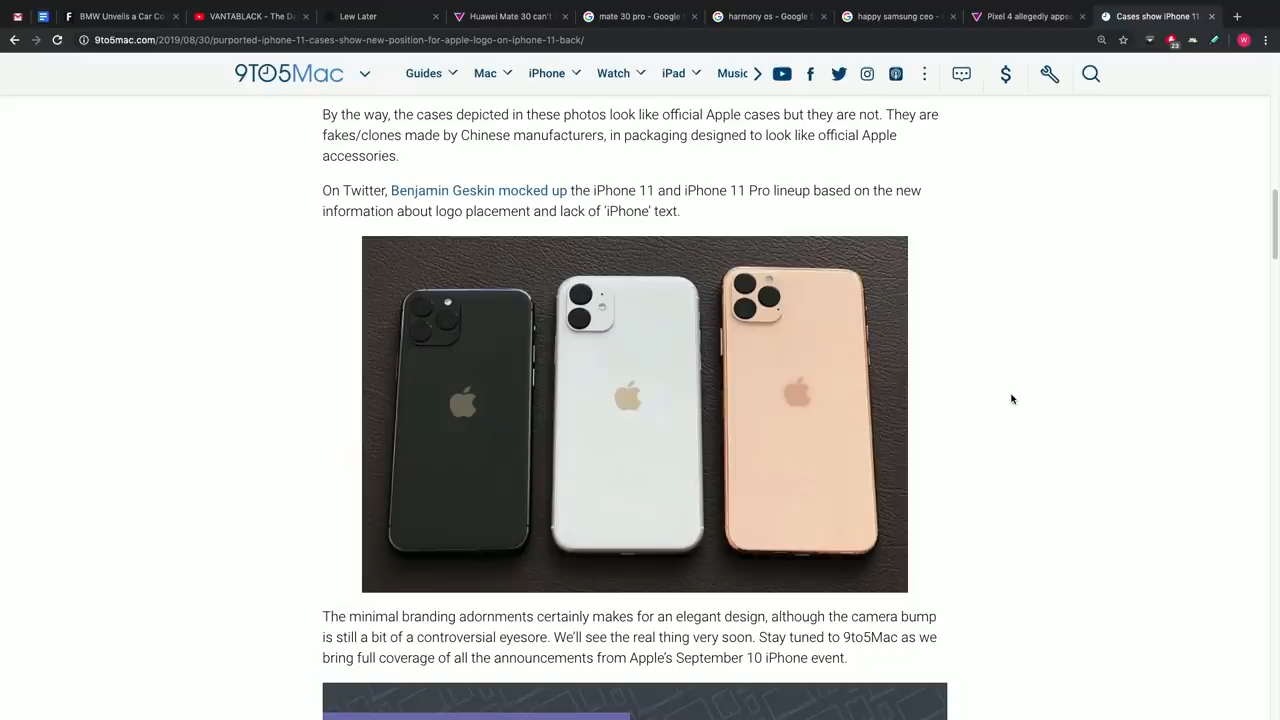 BMW Unveils a Car Co
VANTABLACK - The D
Lew Later
Huawei Mate 30 can't
mate 30 pro - Google
harmony os - Google
happy samsung ceo -
Pixel 4 allegedly appea
Cases show iPhone 11
9to5mac.com/2019/08/30/purported-iphone-11-cases-show-new-position-for-apple-logo-on-iphone-11-back/
23
W
9TO5Mac
Guides
Mac
iPhone
Watch
iPad
Music
By the way, the cases depicted in these photos look like official Apple cases but they are not. They are
fakes/clones made by Chinese manufacturers, in packaging designed to look like official Apple
accessories.
On Twitter, Benjamin Geskin mocked up the iPhone 11 and iPhone 11 Pro lineup based on the new
information about logo placement and lack of ‘iPhone’ text.
The minimal branding adornments certainly makes for an elegant design, although the camera bump
is still a bit of a controversial eyesore. We’ll see the real thing very soon. Stay tuned to 9to5Mac as we
bring full coverage of all the announcements from Apple’s September 10 iPhone event.